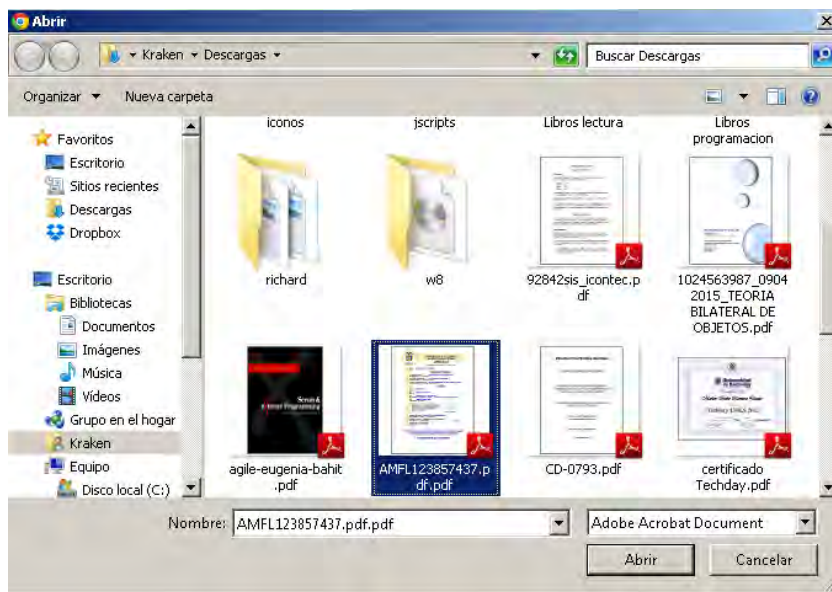 Abrir
Kraken Descargas
Buscar Descargas
Organizar
Nueva carpeta
Favoritos
Escritorio
Sitios recientes
Descargas
Dropbox
Escritorio
Bibliotecas
Documentos
Imágenes
Música
Vídeos
Grupo en el hogar
Kraken
Equipo
Disco local (C:)
iconos
jscripts
Libros lectura
Libros
programacion
richard
w8
92842sis_icontec.p
df
1024563987_0904
2015_TEORIA
BILATERAL DE
OBJETOS.pdf
agile-eugenia-bahit
.pdf
AMFL123857437.p
df.pdf
CD-0793.pdf
certificado
Techday.pdf
Nombre:
AMFL123857437.pdf.pdf
Adobe Acrobat Document
Abrir
Cancelar